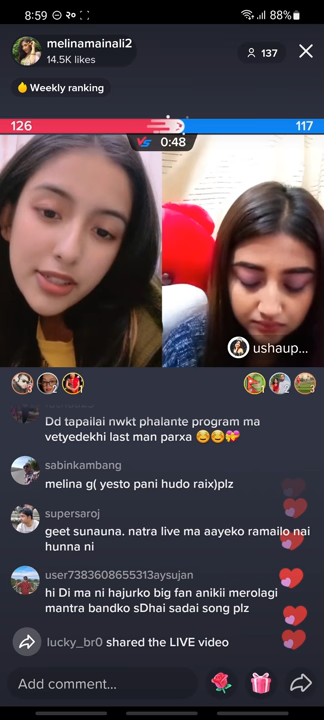 8:59 २० 88%
melinamainali2
14.5K likes
137
Weekly ranking
126
117
VS 0:48
ushaup...
Dd tapailai nwkt phalante program ma
vetyedekhi last man parxa 😂😂💝
sabinkambang
melina g( yesto pani hudo raix)plz
supersaroj
geet sunauna. natra live ma aayeko ramailo nai
hunna ni
user7383608655313aysujan
hi Di ma ni hajurko big fan anikii merolagi
mantra bandko sDhai sadai song plz
lucky_br0 shared the LIVE video
Add comment...